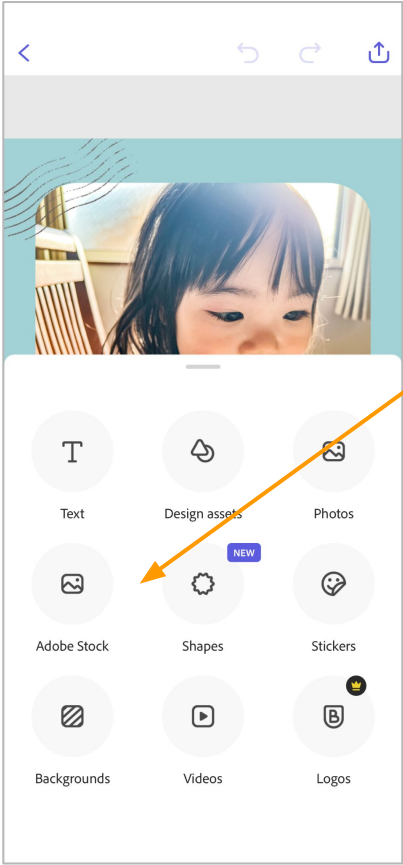 Text
Design assets
Photos
NEW
Adobe Stock
Shapes
Stickers
Backgrounds
Videos
Logos